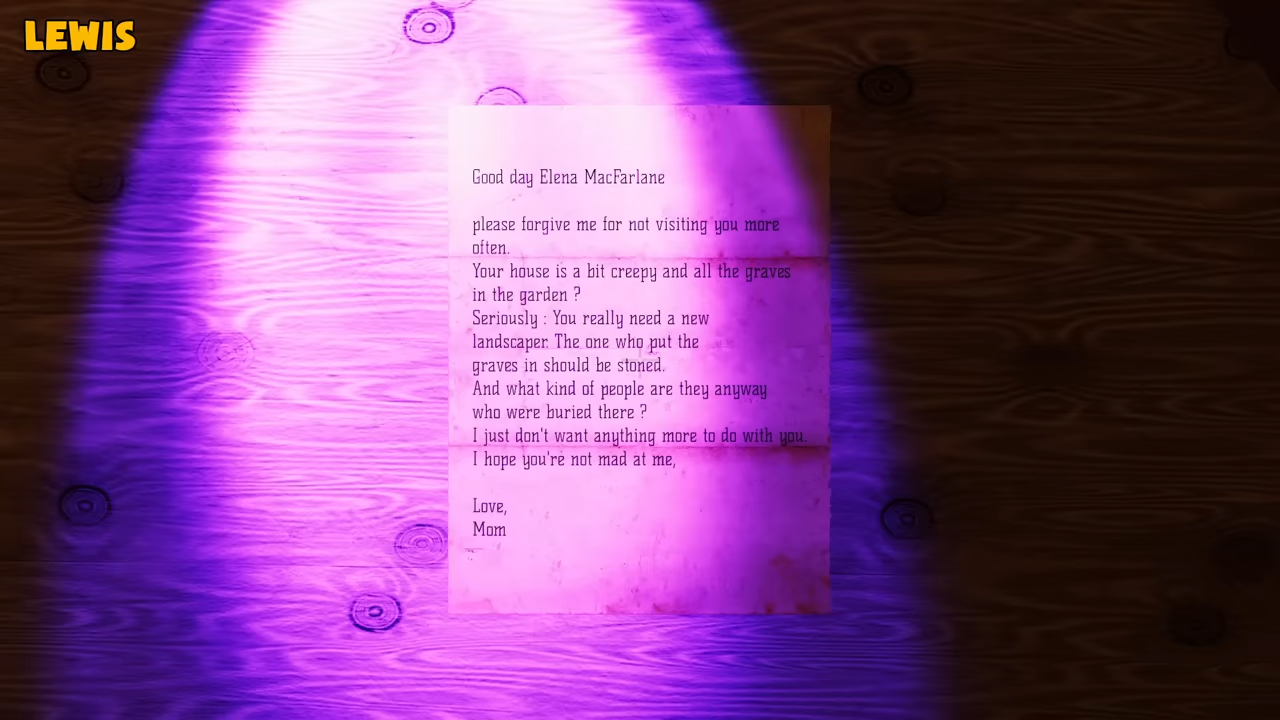 LEWIS
Good day Elena MacFarlane
please forgive me for not visiting you more
often.
Your house is a bit creepy and all the graves
in the garden ?
Seriously : You really need a new
landscaper. The one who put the
graves in should be stoned.
And what kind of people are they anyway
who were buried there ?
I just don't want anything more to do with you.
I hope you're not mad at me,
Love,
Mom